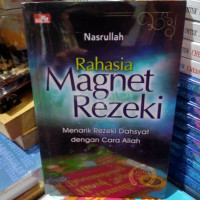 Nasrullah
Rahasia
Magnet
Rezeki
Menarik Rezeki Dahsyat
dengan Cara Allah